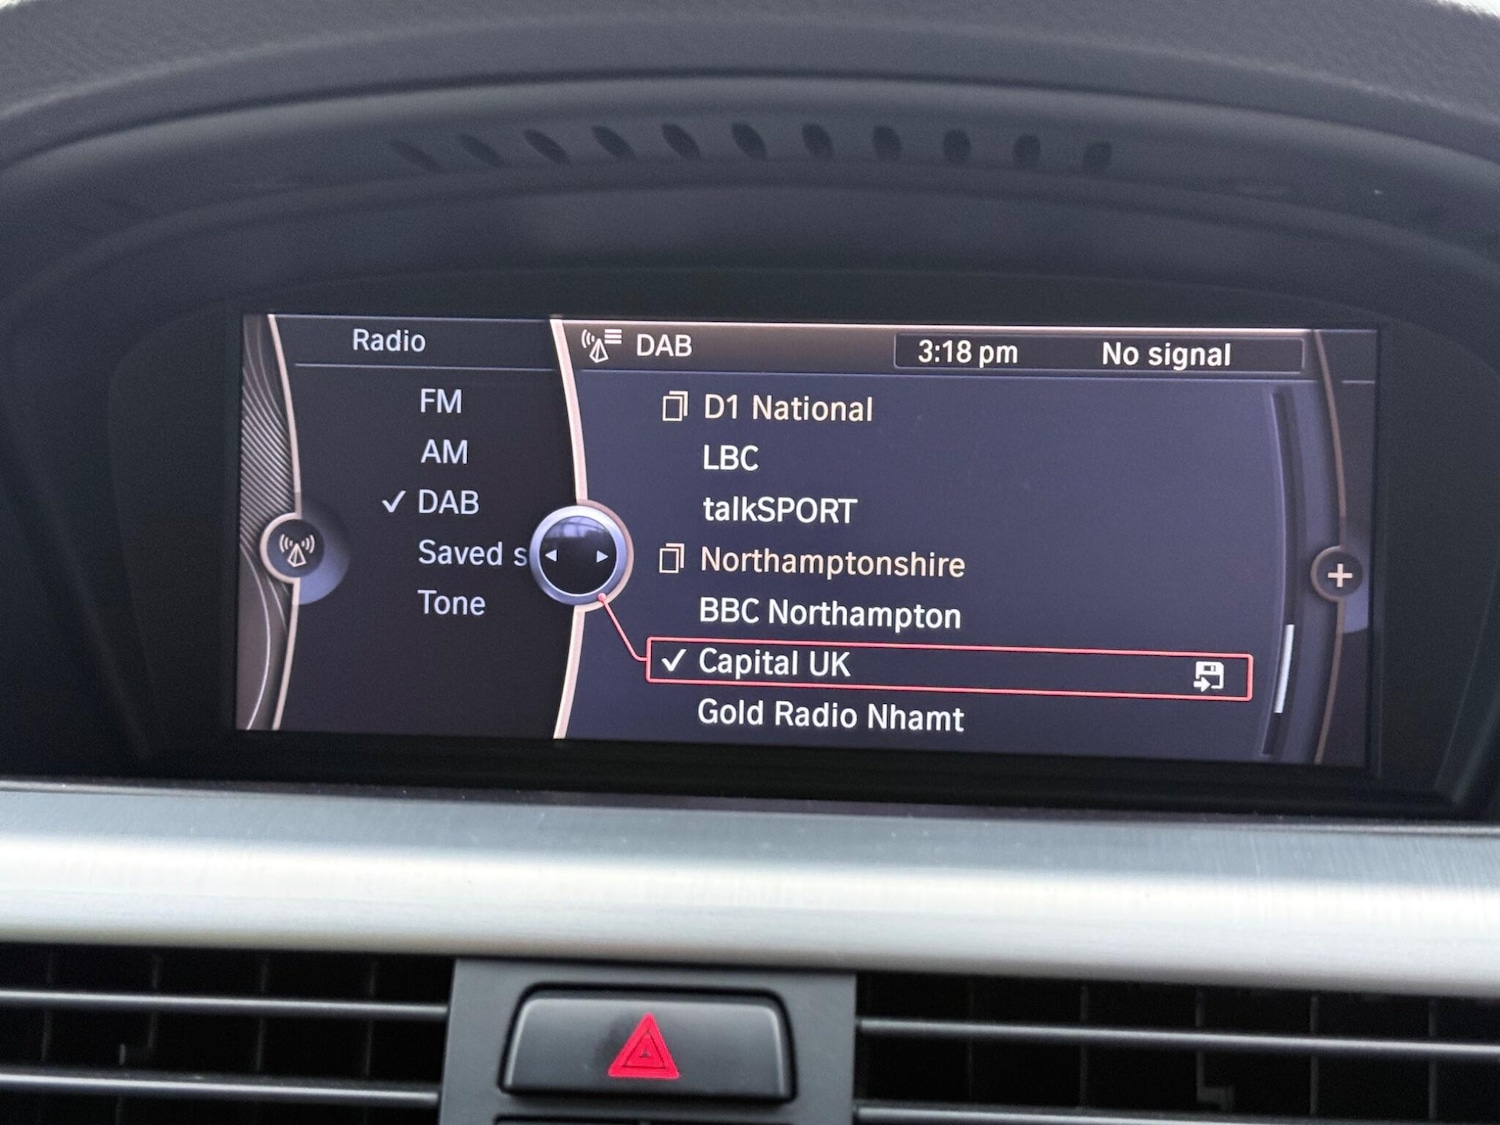 Radio
FM
AM
DAB
Saved s
Tone
DAB
3:18 pm
No signal
D1 National
LBC
talkSPORT
Northamptonshire
BBC Northampton
Capital UK
Gold Radio Nhamt